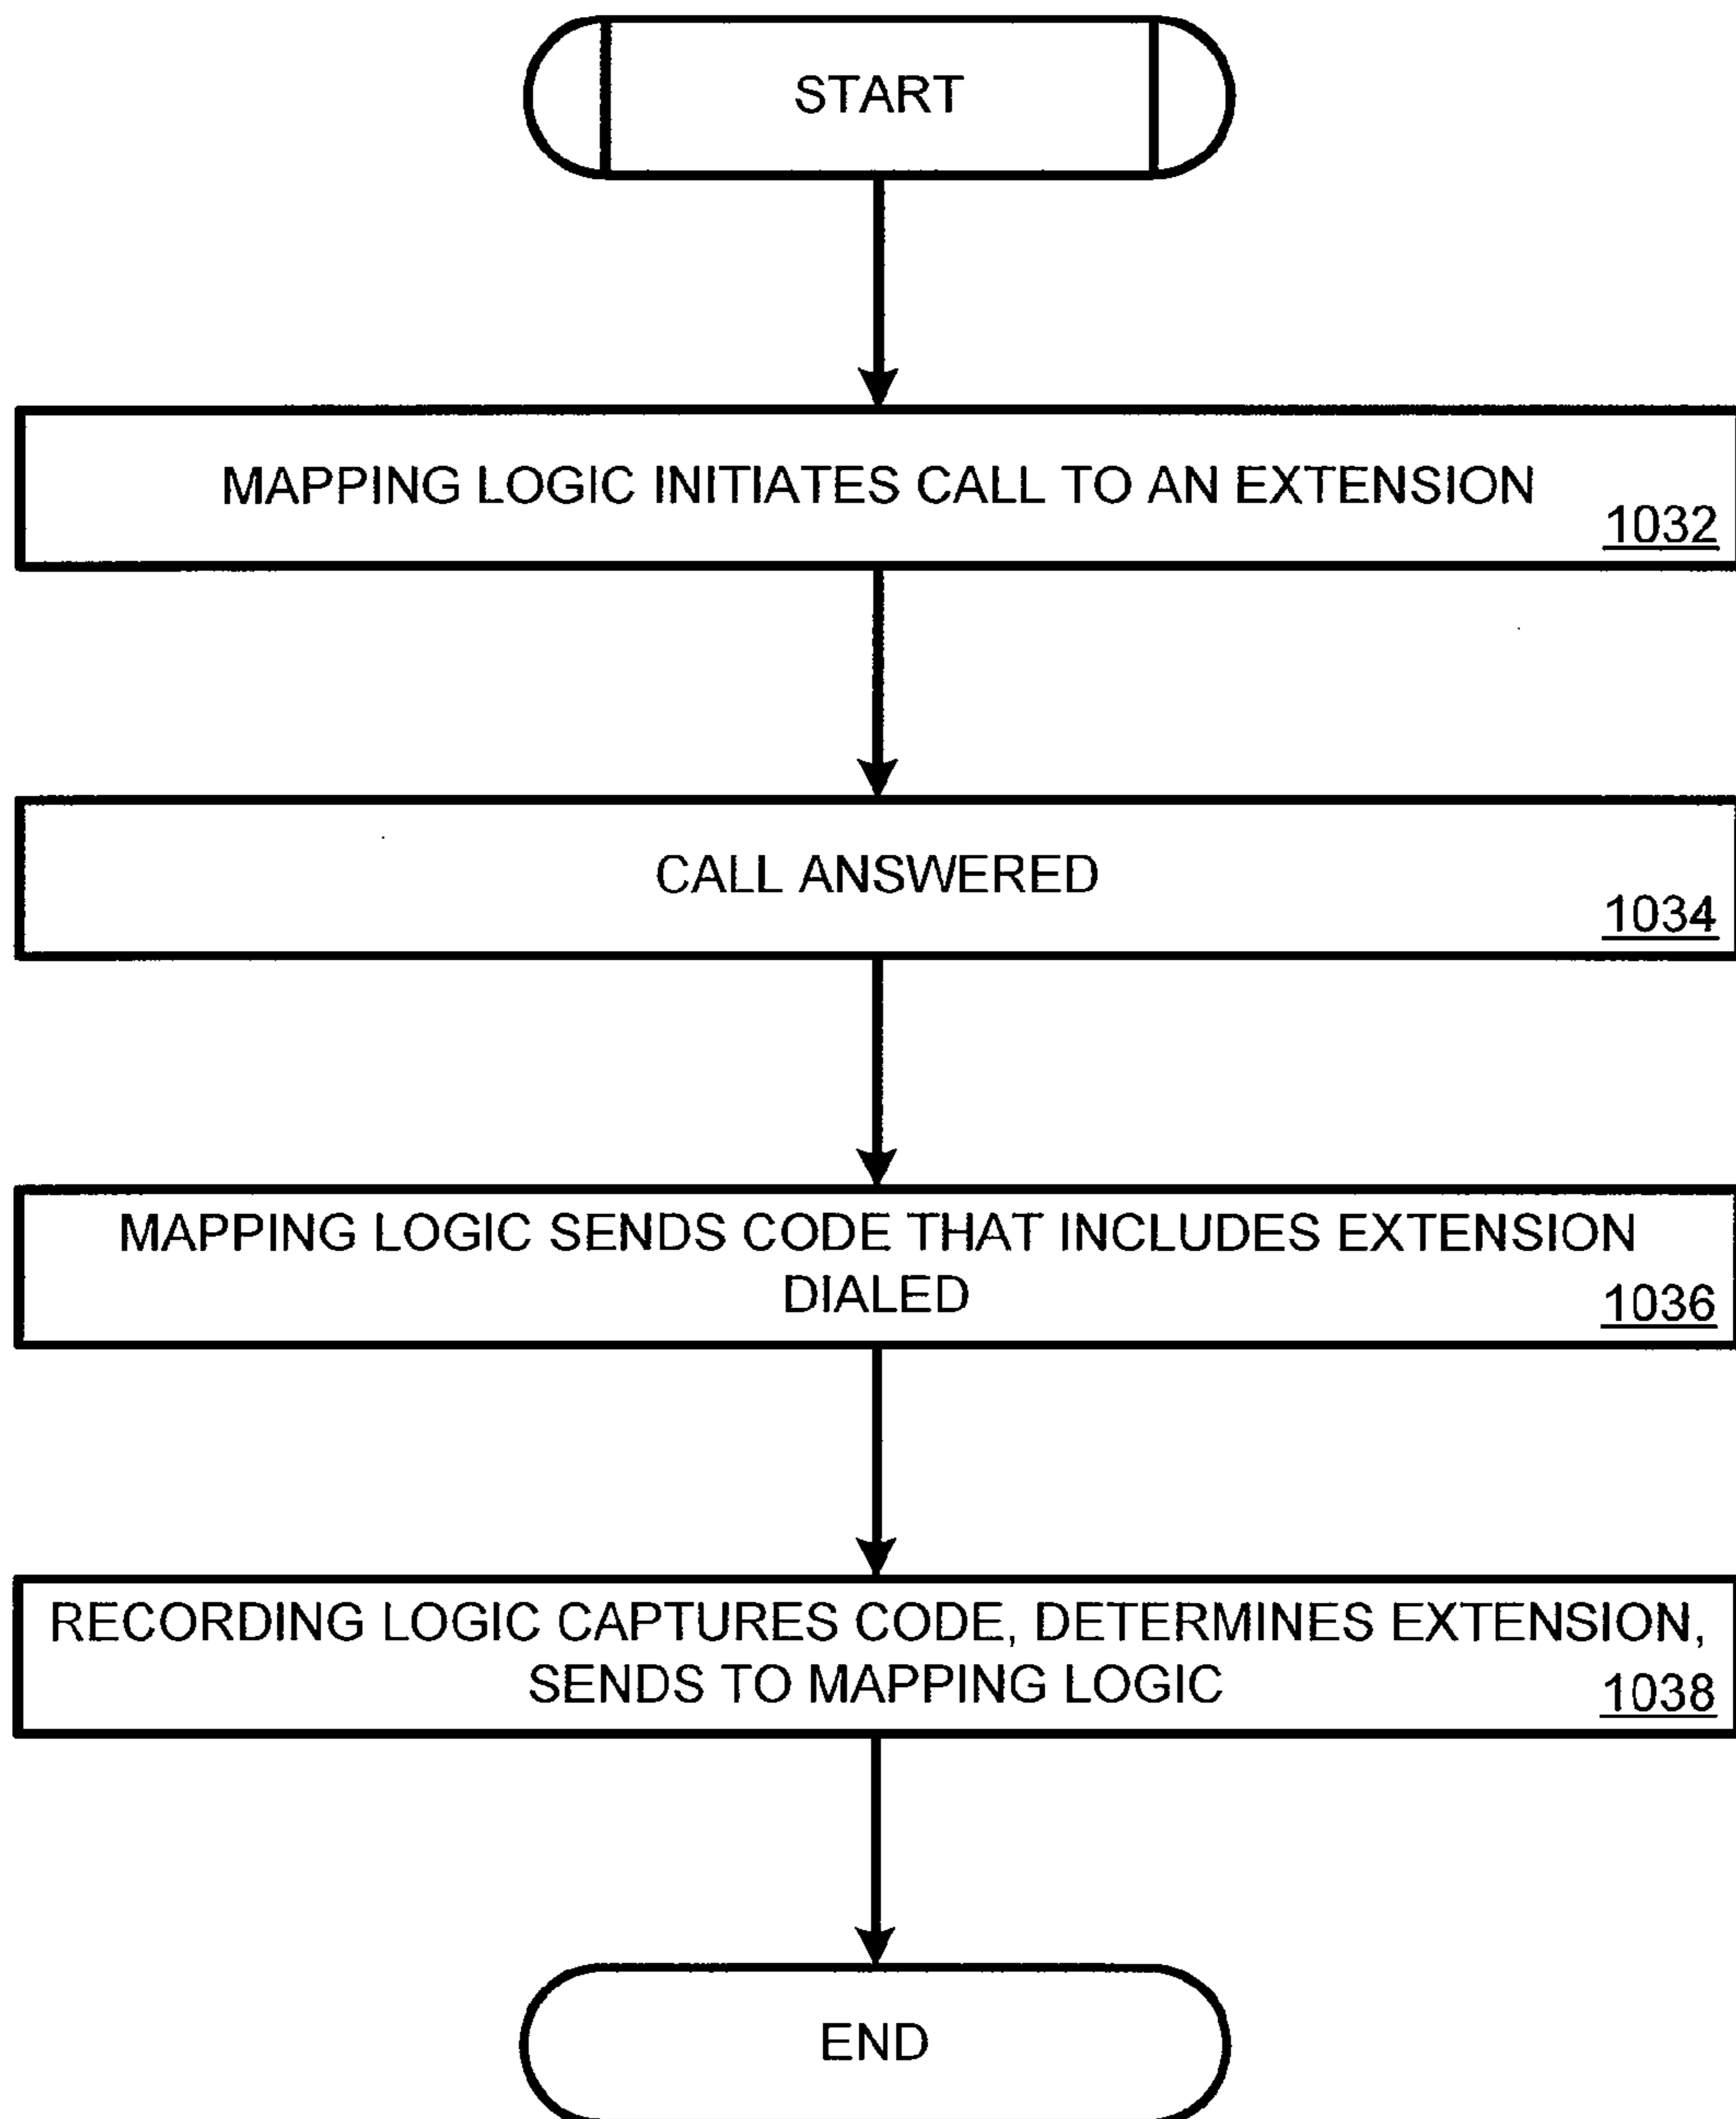 START
MAPPING LOGIC INITIATES CALL TO AN EXTENSION
1032
CALL ANSWERED
1034
MAPPING LOGIC SENDS CODE THAT INCLUDES EXTENSION
DIALED
1036
RECORDING LOGIC CAPTURES CODE, DETERMINES EXTENSION,
SENDS TO MAPPING LOGIC
1038
END